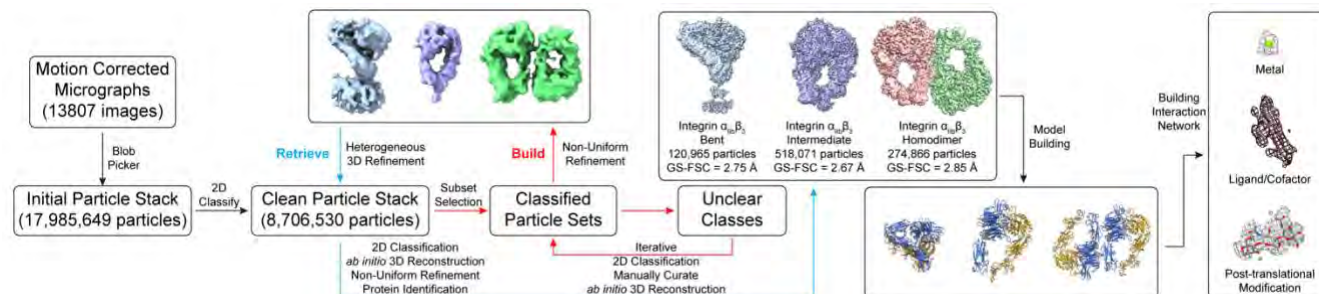 Motion Corrected
Micrographs
(13807 images)
Blob
Picker
Initial Particle Stack
(17,985,649 particles)
2D
Classify
Retrieve
Heterogeneous
3D Refinement
Clean Particle Stack
(8,706,530 particles)
Subset
Selection
Build
Non-Uniform
Refinement
Classified
Particle Sets
Unclear
Classes
2D Classification
ab initio 3D Reconstruction
Non-Uniform Refinement
Protein Identification
Iterative
2D Classification
Manually Curate
ab initio 3D Reconstruction
Integrin αIIbβ3
Bent
120,965 particles
GS-FSC = 2.75 Å
Integrin αIIbβ3
Intermediate
518,071 particles
GS-FSC = 2.67 Å
Integrin αIIbβ3
Homodimer
274,866 particles
GS-FSC = 2.85 Å
Model
Building
Building
Interaction
Network
Metal
Ligand/Cofactor
Post-translational
Modification